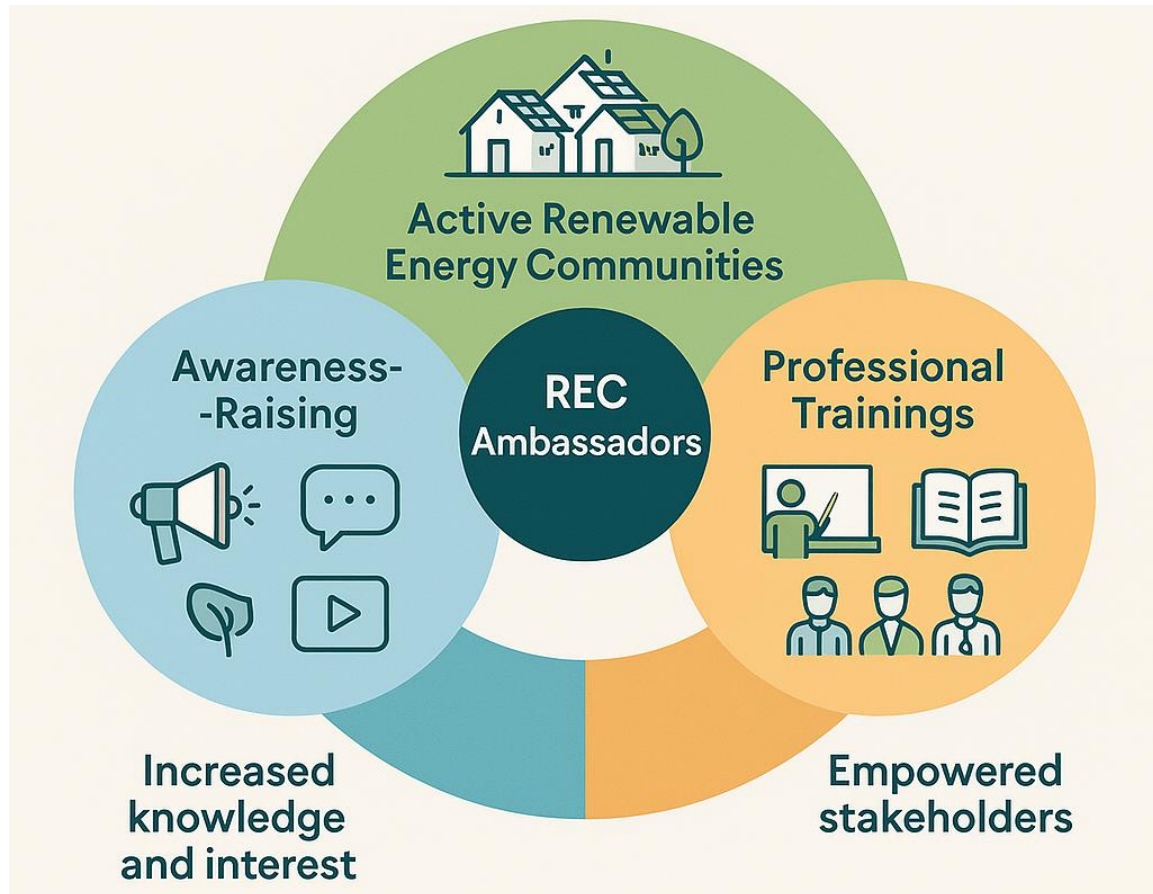 Active Renewable
Energy Communities
Awareness-
-Raising
REC
Ambassadors
Professional
Trainings
Increased
knowledge
and interest
Empowered
stakeholders